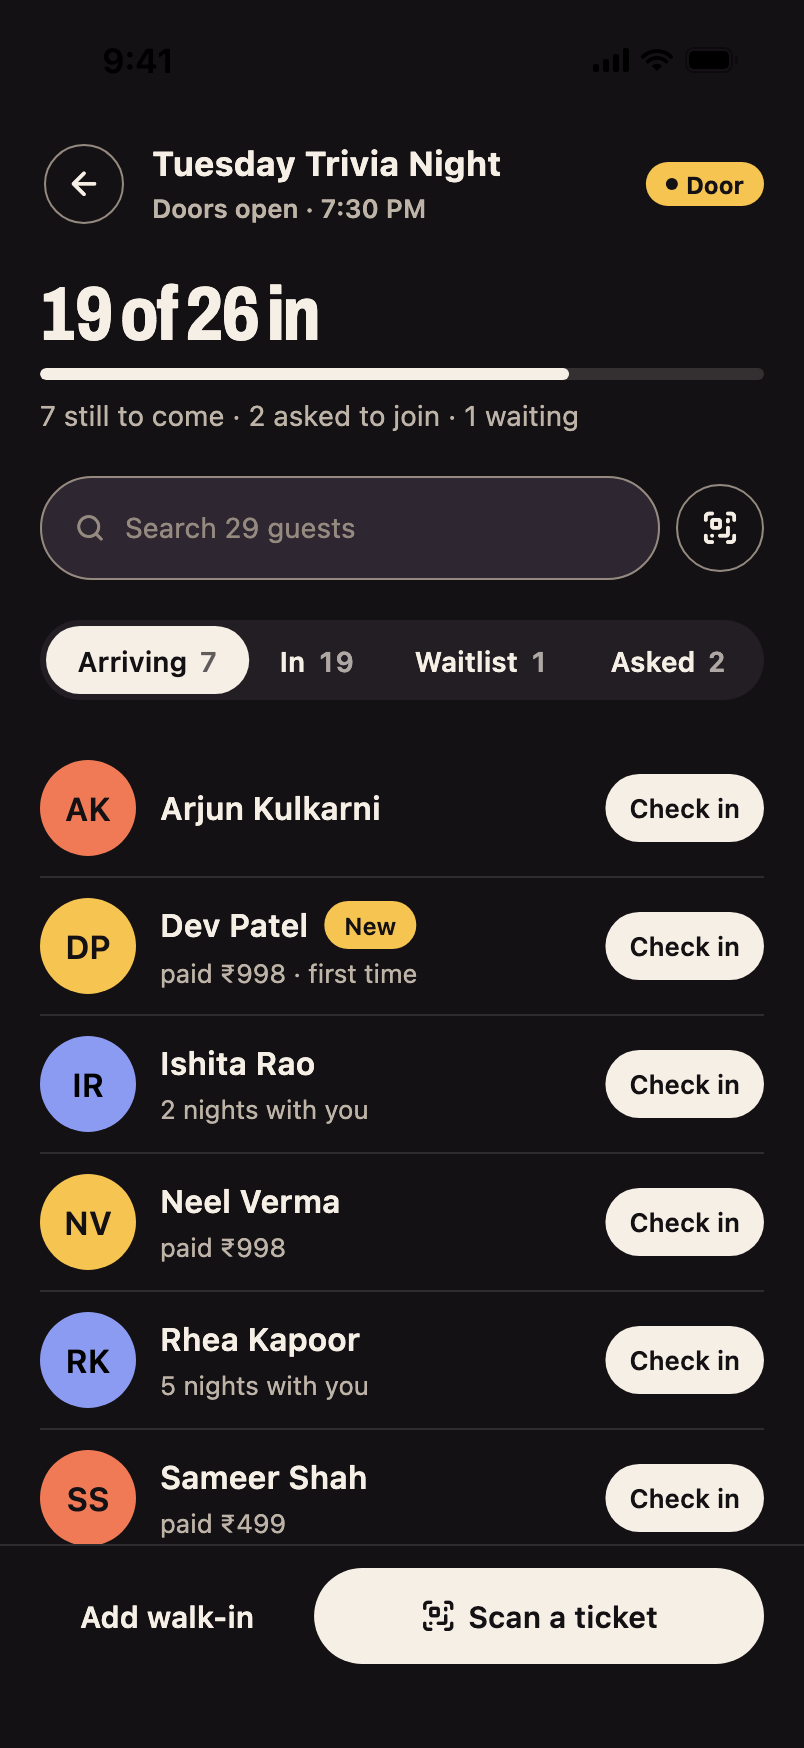 9:41
Tuesday Trivia Night
Doors open · 7:30 PM
Door
19 of 26 in
7 still to come · 2 asked to join · 1 waiting
Search 29 guests
Arriving 7 In 19 Waitlist 1 Asked 2
AK Arjun Kulkarni Check in
DP Dev Patel New Check in
paid ₹998 · first time
IR Ishita Rao Check in
2 nights with you
NV Neel Verma Check in
paid ₹998
RK Rhea Kapoor Check in
5 nights with you
SS Sameer Shah Check in
paid ₹499
Add walk-in Scan a ticket